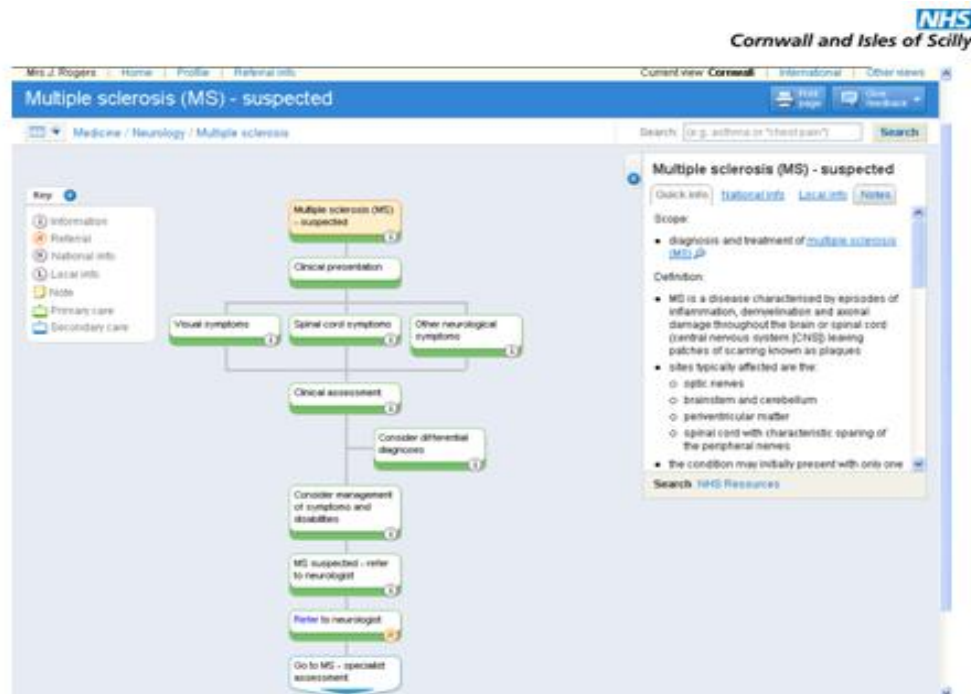 NHS
Cornwall and Isles of Scilly
Mrs J. Rogers | Home | Profile | Referral info
Current view: Cornwall | International | Other views
Multiple sclerosis (MS) - suspected
Print page
Give feedback
Medicine / Neurology / Multiple sclerosis
Search: (e.g. asthma or "chest pain") Search
Key
Information
Referral
National info
Local info
Note
Primary care
Secondary care
Multiple sclerosis (MS)
- suspected
Clinical presentation
Visual symptoms
Spinal cord symptoms
Other neurological
symptoms
Clinical assessment
Consider differential
diagnoses
Consider management
of symptoms and
disabilities
MS suspected - refer
to neurologist
Refer to neurologist
Go to MS - specialist
assessment
Multiple sclerosis (MS) - suspected
Quick info National info Local info Notes
Scope:
diagnosis and treatment of multiple sclerosis
(MS)
Definition:
MS is a disease characterised by episodes of
inflammation, demyelination and axonal
damage throughout the brain or spinal cord
(central nervous system [CNS]) leaving
patches of scarring known as plaques
sites typically affected are the:
optic nerves
brainstem and cerebellum
periventricular matter
spinal cord with characteristic sparing of
the peripheral nerves
the condition may initially present with only one
Search NHS Resources